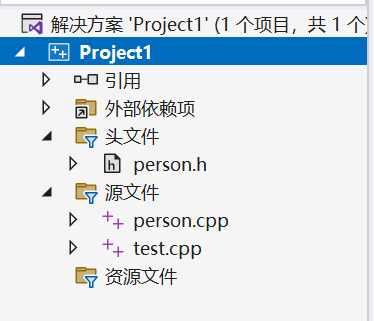 解决方案 'Project1' (1 个项目，共 1 个)
Project1
引用
外部依赖项
头文件
person.h
源文件
person.cpp
test.cpp
资源文件